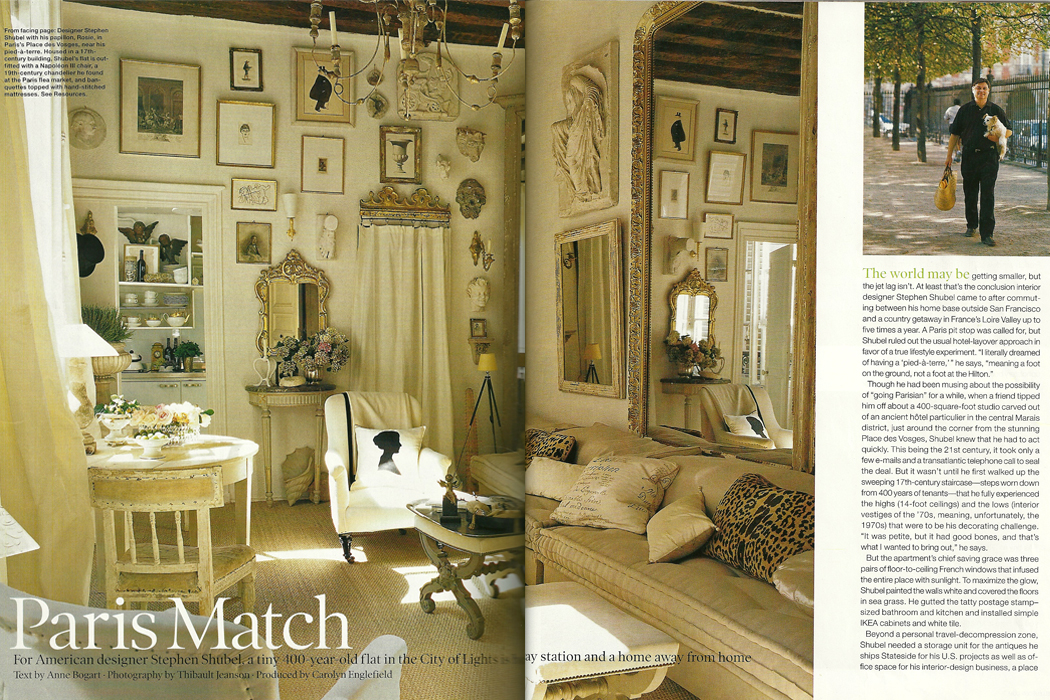 From facing page: Designer Stephen
Shubel with his papillon, Rosie, in
Paris's Place des Vosges, near his
pied-à-terre. Housed in a 17th-
century building, Shubel's flat is out-
fitted with a Napoléon III chair, a
19th-century chandelier he found
at the Paris flea market, and ban-
quettes topped with hand-stitched
mattresses. See Resources.
Paris Match
For American designer Stephen Shubel, a tiny 400-year-old flat in the City of Lights is way station and a home away from home
Text by Anne Bogart · Photography by Thibault Jeanson · Produced by Carolyn Englefield
The world may be getting smaller, but
the jet lag isn't. At least that's the conclusion interior
designer Stephen Shubel came to after commut-
ing between his home base outside San Francisco
and a country getaway in France's Loire Valley up to
five times a year. A Paris pit stop was called for, but
Shubel ruled out the usual hotel-layover approach in
favor of a true lifestyle experiment. "I literally dreamed
of having a 'pied-à-terre,'" he says, "meaning a foot
on the ground, not a foot at the Hilton."
Though he had been musing about the possibility
of "going Parisian" for a while, when a friend tipped
him off about a 400-square-foot studio carved out
of an ancient hôtel particulier in the central Marais
district, just around the corner from the stunning
Place des Vosges, Shubel knew that he had to act
quickly. This being the 21st century, it took only a
few e-mails and a transatlantic telephone call to seal
the deal. But it wasn't until he first walked up the
sweeping 17th-century staircase—steps worn down
from 400 years of tenants—that he fully experienced
the highs (14-foot ceilings) and the lows (interior
vestiges of the '70s, meaning, unfortunately, the
1970s) that were to be his decorating challenge.
"It was petite, but it had good bones, and that's
what I wanted to bring out," he says.
But the apartment's chief saving grace was three
pairs of floor-to-ceiling French windows that infused
the entire place with sunlight. To maximize the glow,
Shubel painted the walls white and covered the floors
in sea grass. He gutted the tatty postage stamp–
sized bathroom and kitchen and installed simple
IKEA cabinets and white tile.
Beyond a personal travel-decompression zone,
Shubel needed a storage unit for the antiques he
ships Stateside for his U.S. projects as well as of-
fice space for his interior-design business, a place